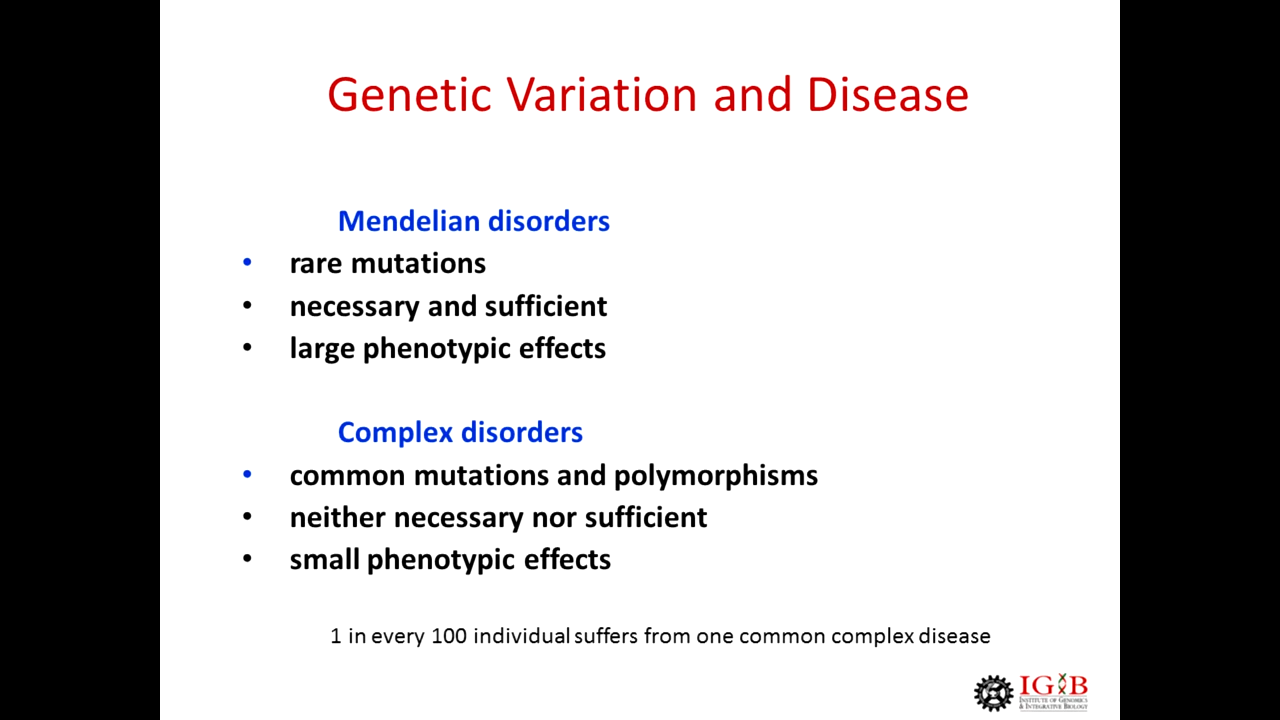 Genetic Variation and Disease
Mendelian disorders
• rare mutations
• necessary and sufficient
• large phenotypic effects
Complex disorders
• common mutations and polymorphisms
• neither necessary nor sufficient
• small phenotypic effects
1 in every 100 individual suffers from one common complex disease
IGIB
INSTITUTE OF GENOMICS
& INTEGRATIVE BIOLOGY